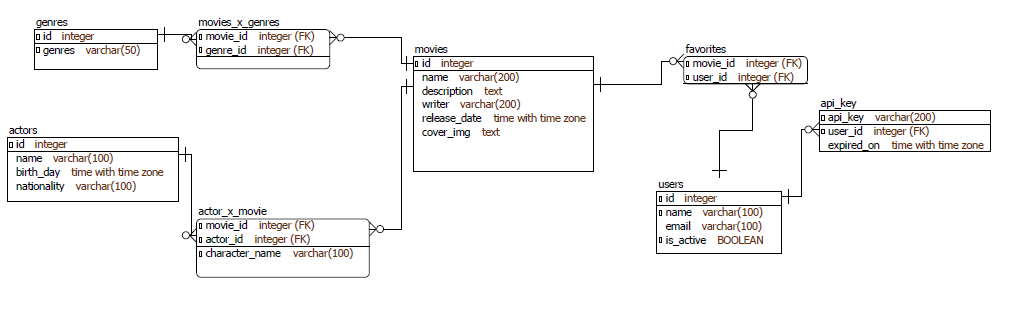 genres
id integer
genres varchar(50)
movies_x_genres
movie_id integer (FK)
genre_id integer (FK)
movies
id integer
name varchar(200)
description text
writer varchar(200)
release_date time with time zone
cover_img text
favorites
movie_id integer (FK)
user_id integer (FK)
api_key
api_key varchar(200)
user_id integer (FK)
expired_on time with time zone
actors
id integer
name varchar(100)
birth_day time with time zone
nationality varchar(100)
actor_x_movie
movie_id integer (FK)
actor_id integer (FK)
character_name varchar(100)
users
id integer
name varchar(100)
email varchar(100)
is_active BOOLEAN